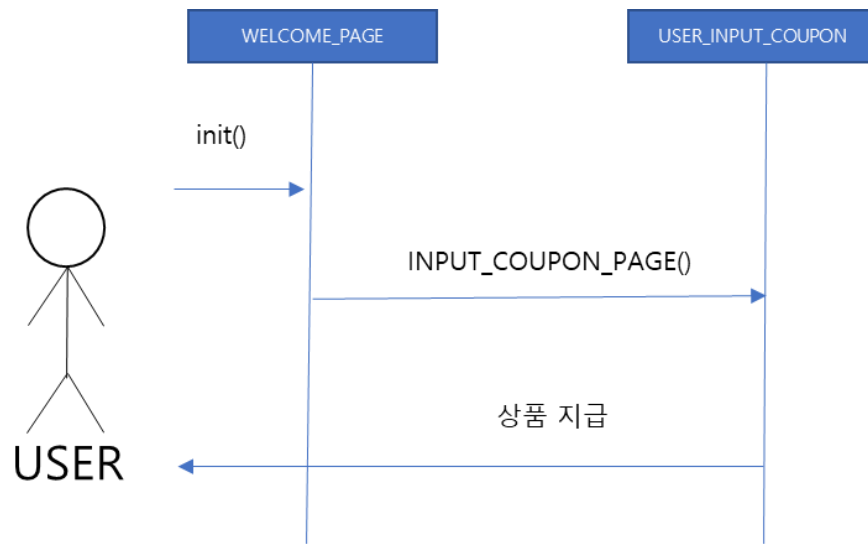 WELCOME_PAGE
USER_INPUT_COUPON
init()
INPUT_COUPON_PAGE()
상품 지급
USER